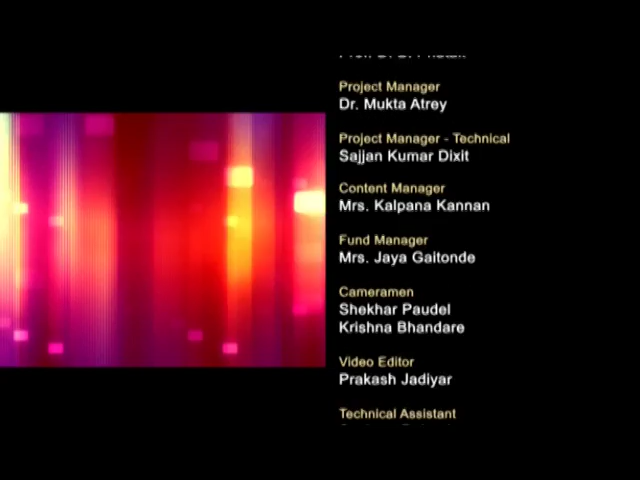 Project Manager
Dr. Mukta Atrey
Project Manager - Technical
Sajjan Kumar Dixit
Content Manager
Mrs. Kalpana Kannan
Fund Manager
Mrs. Jaya Gaitonde
Cameramen
Shekhar Paudel
Krishna Bhandare
Video Editor
Prakash Jadiyar
Technical Assistant